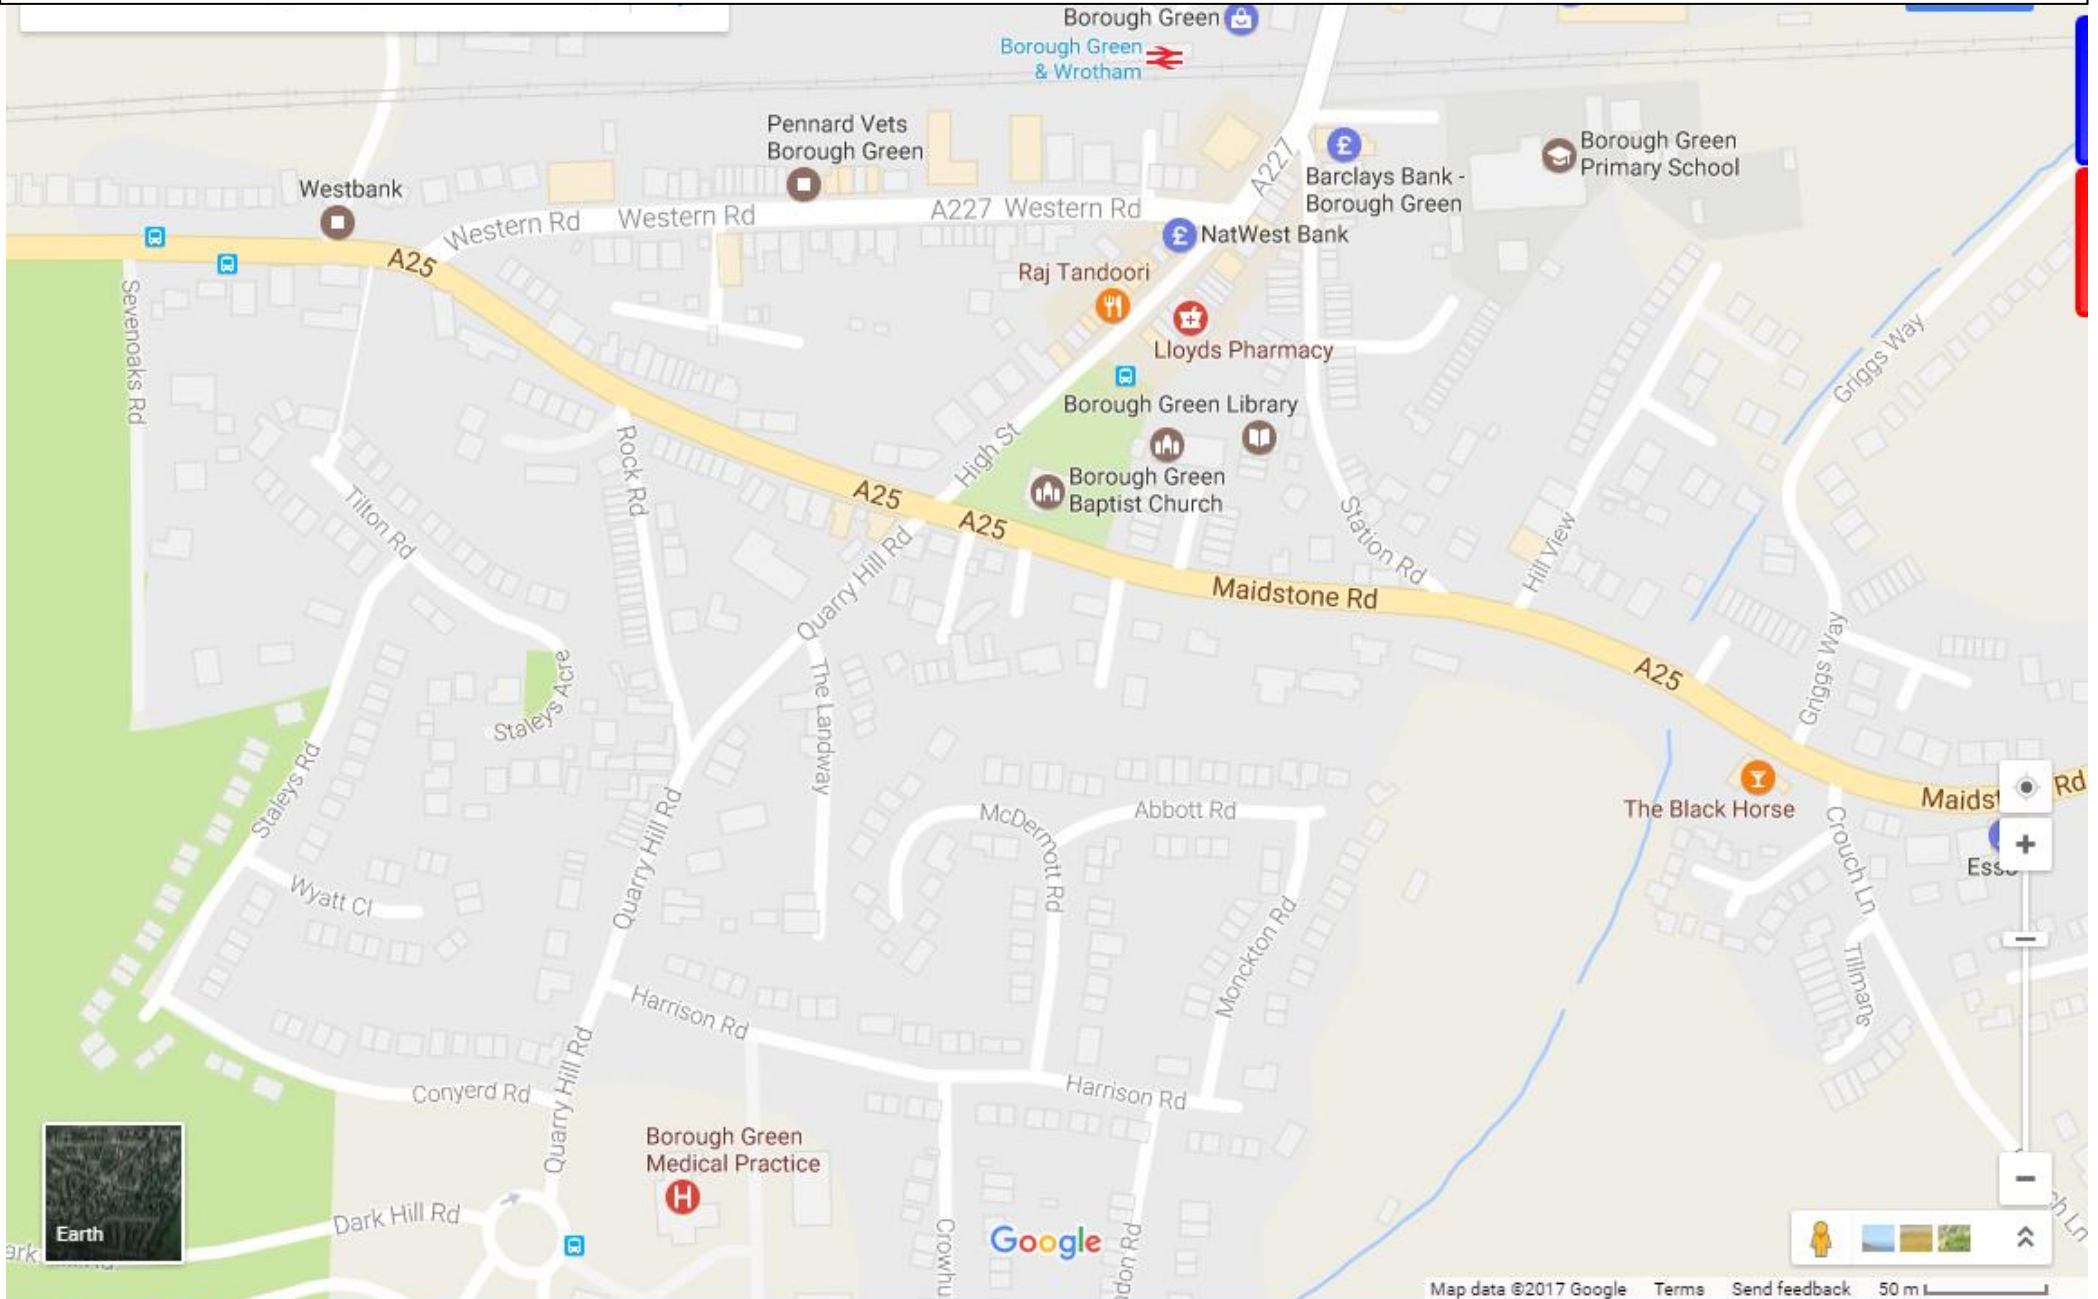 Borough Green
Borough Green
& Wrotham
Pennard Vets
Borough Green
A227
Borough Green
Primary School
Barclays Bank -
Borough Green
Westbank
Western Rd
Western Rd
A227 Western Rd
NatWest Bank
A25
Raj Tandoori
Sevenoaks Rd
Lloyds Pharmacy
Griggs Way
Borough Green Library
High St
Rock Rd
Borough Green
Baptist Church
A25
A25
Tilton Rd
Station Rd
Hill View
Quarry Hill Rd
Maidstone Rd
Griggs Way
A25
Staleys Acre
The Landway
Staleys Rd
McDermott Rd
Abbott Rd
The Black Horse
Maidst Rd
Crouch Ln
Quarry Hill Rd
Wyatt Cl
Monckton Rd
Tillmans
Harrison Rd
Quarry Hill Rd
Conyerd Rd
Harrison Rd
Borough Green
Medical Practice
Dark Hill Rd
Earth
Crowhu
Google
don Rd
ch Ln
Map data ©2017 Google Terms Send feedback 50 m